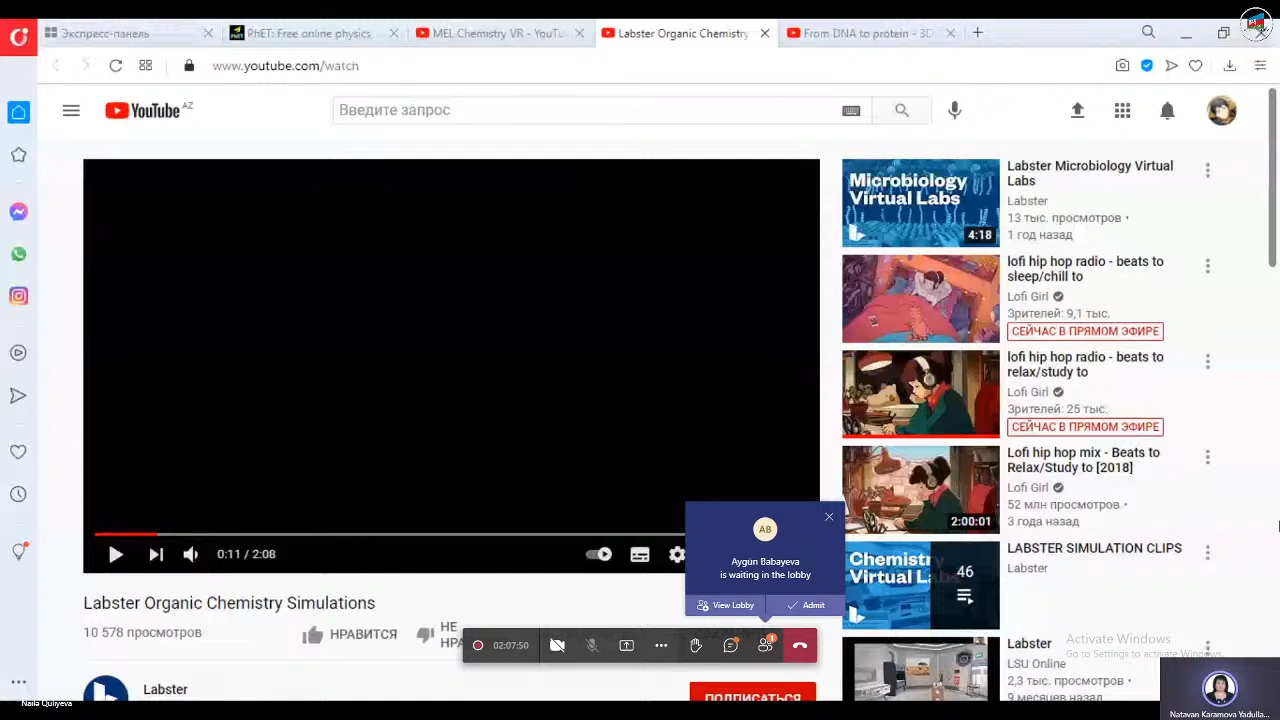 Экспресс-панель
PhET: Free online physics
MEL Chemistry VR - YouTu
Labster Organic Chemistry
From DNA to protein - 3D
www.youtube.com/watch
YouTube AZ
Введите запрос
Microbiology
Virtual Labs
4:18
Labster Microbiology Virtual
Labs
Labster
13 тыс. просмотров •
1 год назад
lofi hip hop radio - beats to
sleep/chill to
Lofi Girl
Зрителей: 9,1 тыс.
СЕЙЧАС В ПРЯМОМ ЭФИРЕ
lofi hip hop radio - beats to
relax/study to
Lofi Girl
Зрителей: 25 тыс.
СЕЙЧАС В ПРЯМОМ ЭФИРЕ
Lofi hip hop mix - Beats to
Relax/Study to [2018]
Lofi Girl
52 млн просмотров •
3 года назад
2:00:01
0:11 / 2:08
AB
Aygün Babayeva
is waiting in the lobby
View Lobby
Admit
Chemistr
Virtual La
46
LABSTER SIMULATION CLIPS
Labster
Labster Organic Chemistry Simulations
10 578 просмотров
НРАВИТСЯ
НЕ
НРА
02:07:50
1
Labster
LSU Online
2,3 тыс. просмотров •
9 месяцев назад
Activate Windows
Go to Settings to activate Windows.
Labster
ПОДПИСАТЬСЯ
Naila Quliyeva
Natavan Karamova Yadulla...